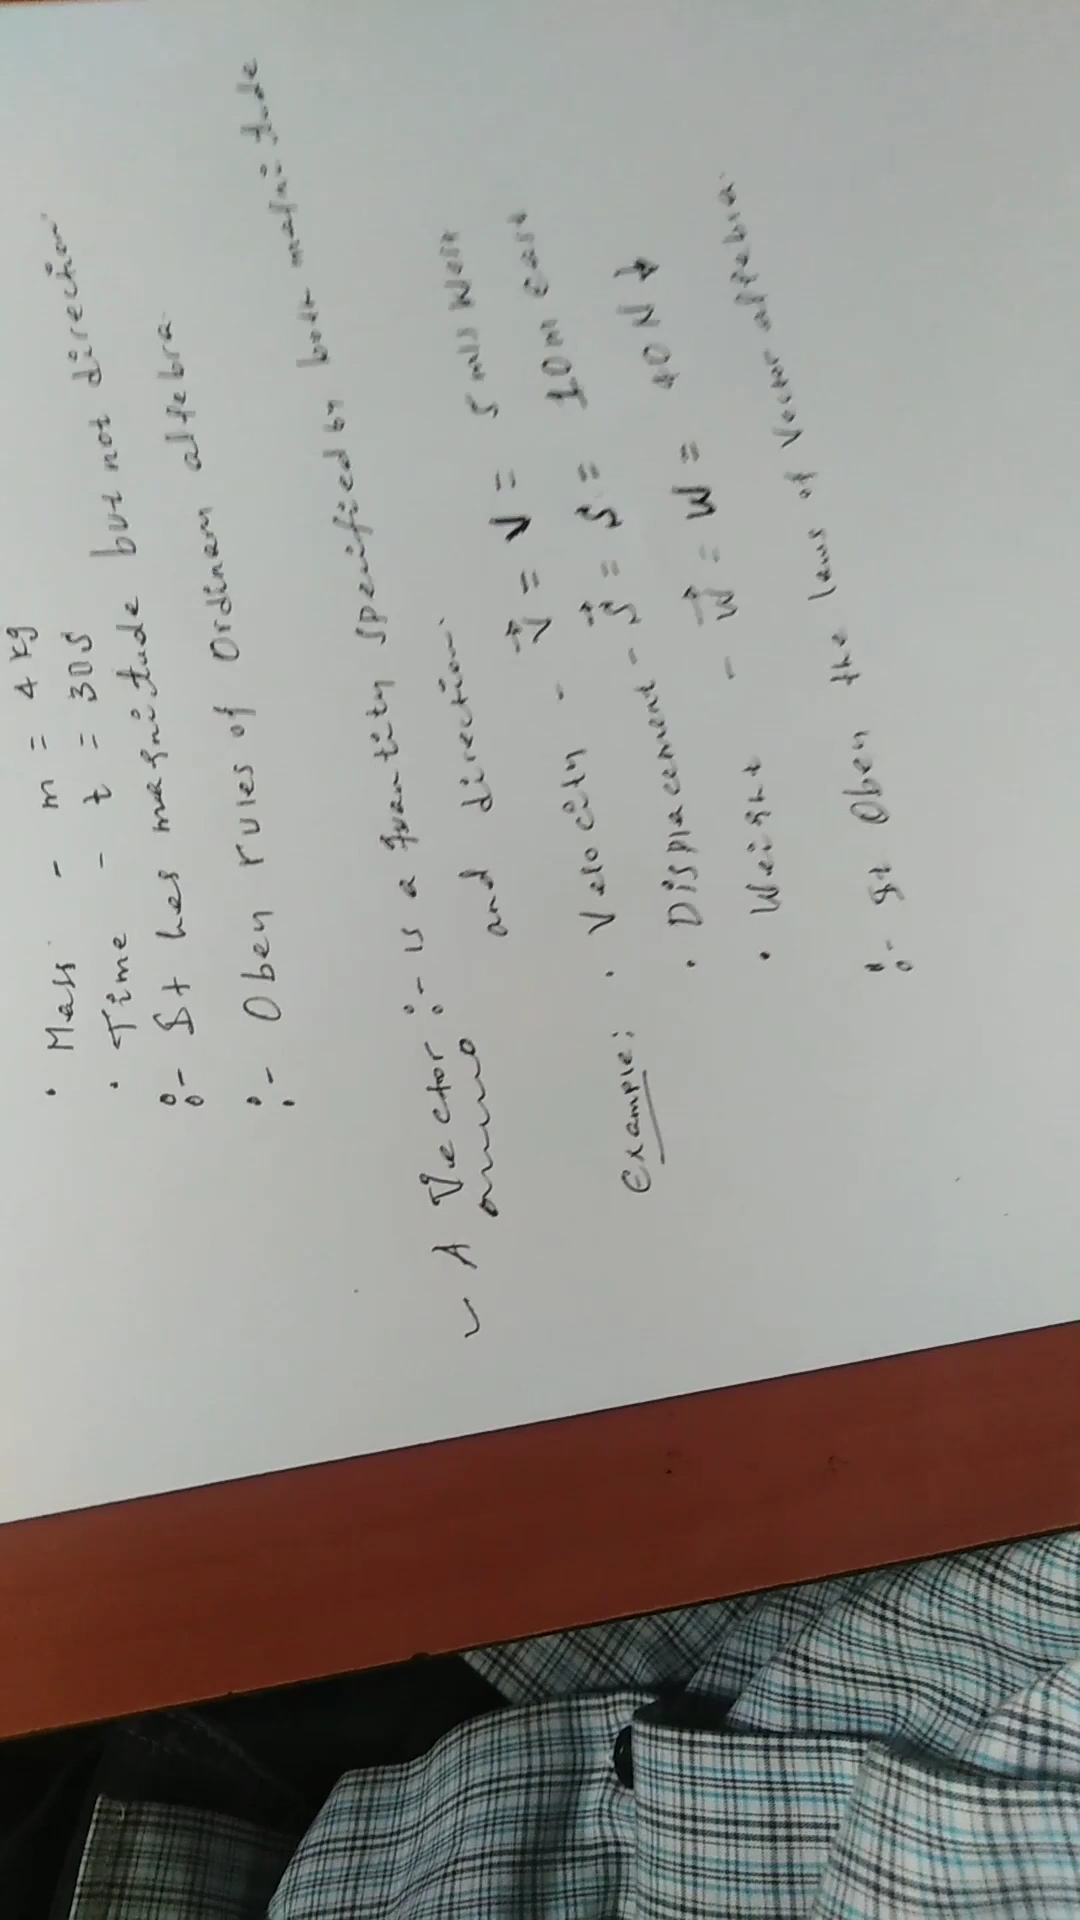 • Mass - m = 4 kg
• Time - t = 30s
:- It has magnitude but not direction.
:- Obey rules of Ordinary algebra.
✓ A Vector :- is a quantity specified by both magnitude
and direction.
Example: • Velocity - v⃗ = V = 5 m/s West
• Displacement - s⃗ = S = 10m east
• Weight - w⃗ = W = 40 N ↓
:- It Obey the laws of Vector algebra.